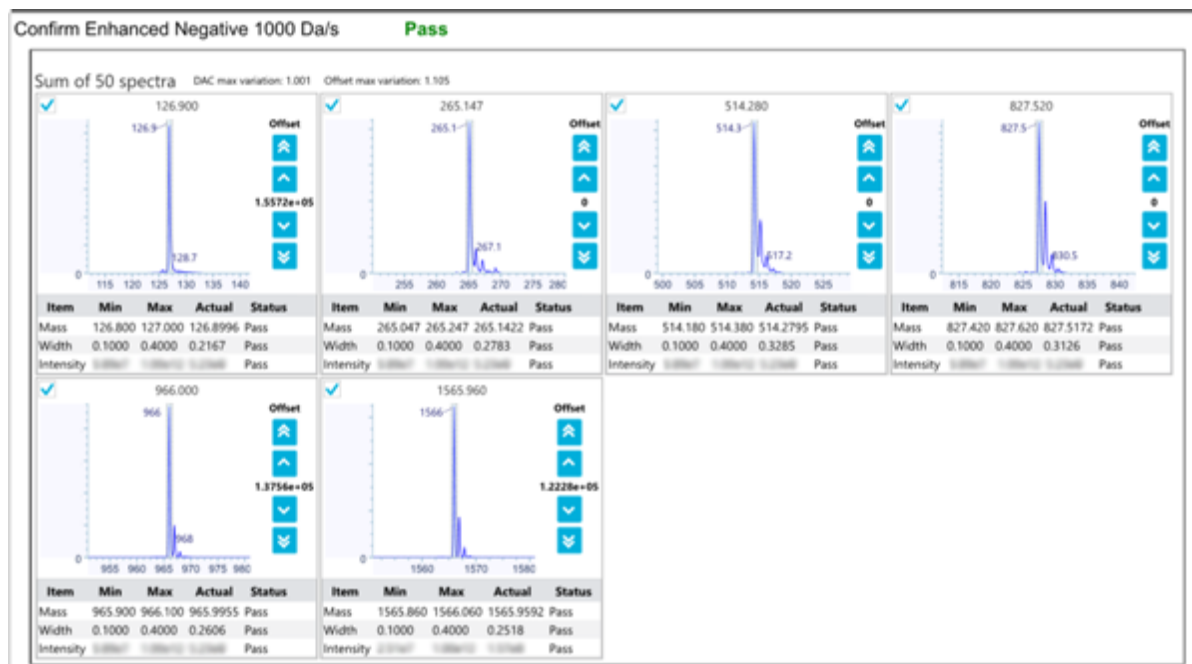 Confirm Enhanced Negative 1000 Da/s Pass
Sum of 50 spectra DAC max variation: 1.001 Offset max variation: 1.105
126.900
126.9
128.7
0
115 120 125 130 135 140
Offset
1.5572e+05
Item Min Max Actual Status
Mass 126.800 127.000 126.8996 Pass
Width 0.1000 0.4000 0.2167 Pass
Intensity Pass
265.147
265.1
267.1
0
255 260 265 270 275 280
Offset
0
Item Min Max Actual Status
Mass 265.047 265.247 265.1422 Pass
Width 0.1000 0.4000 0.2783 Pass
Intensity Pass
514.280
514.3
517.2
0
500 505 510 515 520 525
Offset
0
Item Min Max Actual Status
Mass 514.180 514.380 514.2795 Pass
Width 0.1000 0.4000 0.3285 Pass
Intensity Pass
827.520
827.5
830.5
0
815 820 825 830 835 840
Offset
0
Item Min Max Actual Status
Mass 827.420 827.620 827.5172 Pass
Width 0.1000 0.4000 0.3126 Pass
Intensity Pass
966.000
966
968
0
955 960 965 970 975 980
Offset
1.3756e+05
Item Min Max Actual Status
Mass 965.900 966.100 965.9955 Pass
Width 0.1000 0.4000 0.2606 Pass
Intensity Pass
1565.960
1566
0
1560 1570 1580
Offset
1.2228e+05
Item Min Max Actual Status
Mass 1565.860 1566.060 1565.9592 Pass
Width 0.1000 0.4000 0.2518 Pass
Intensity Pass